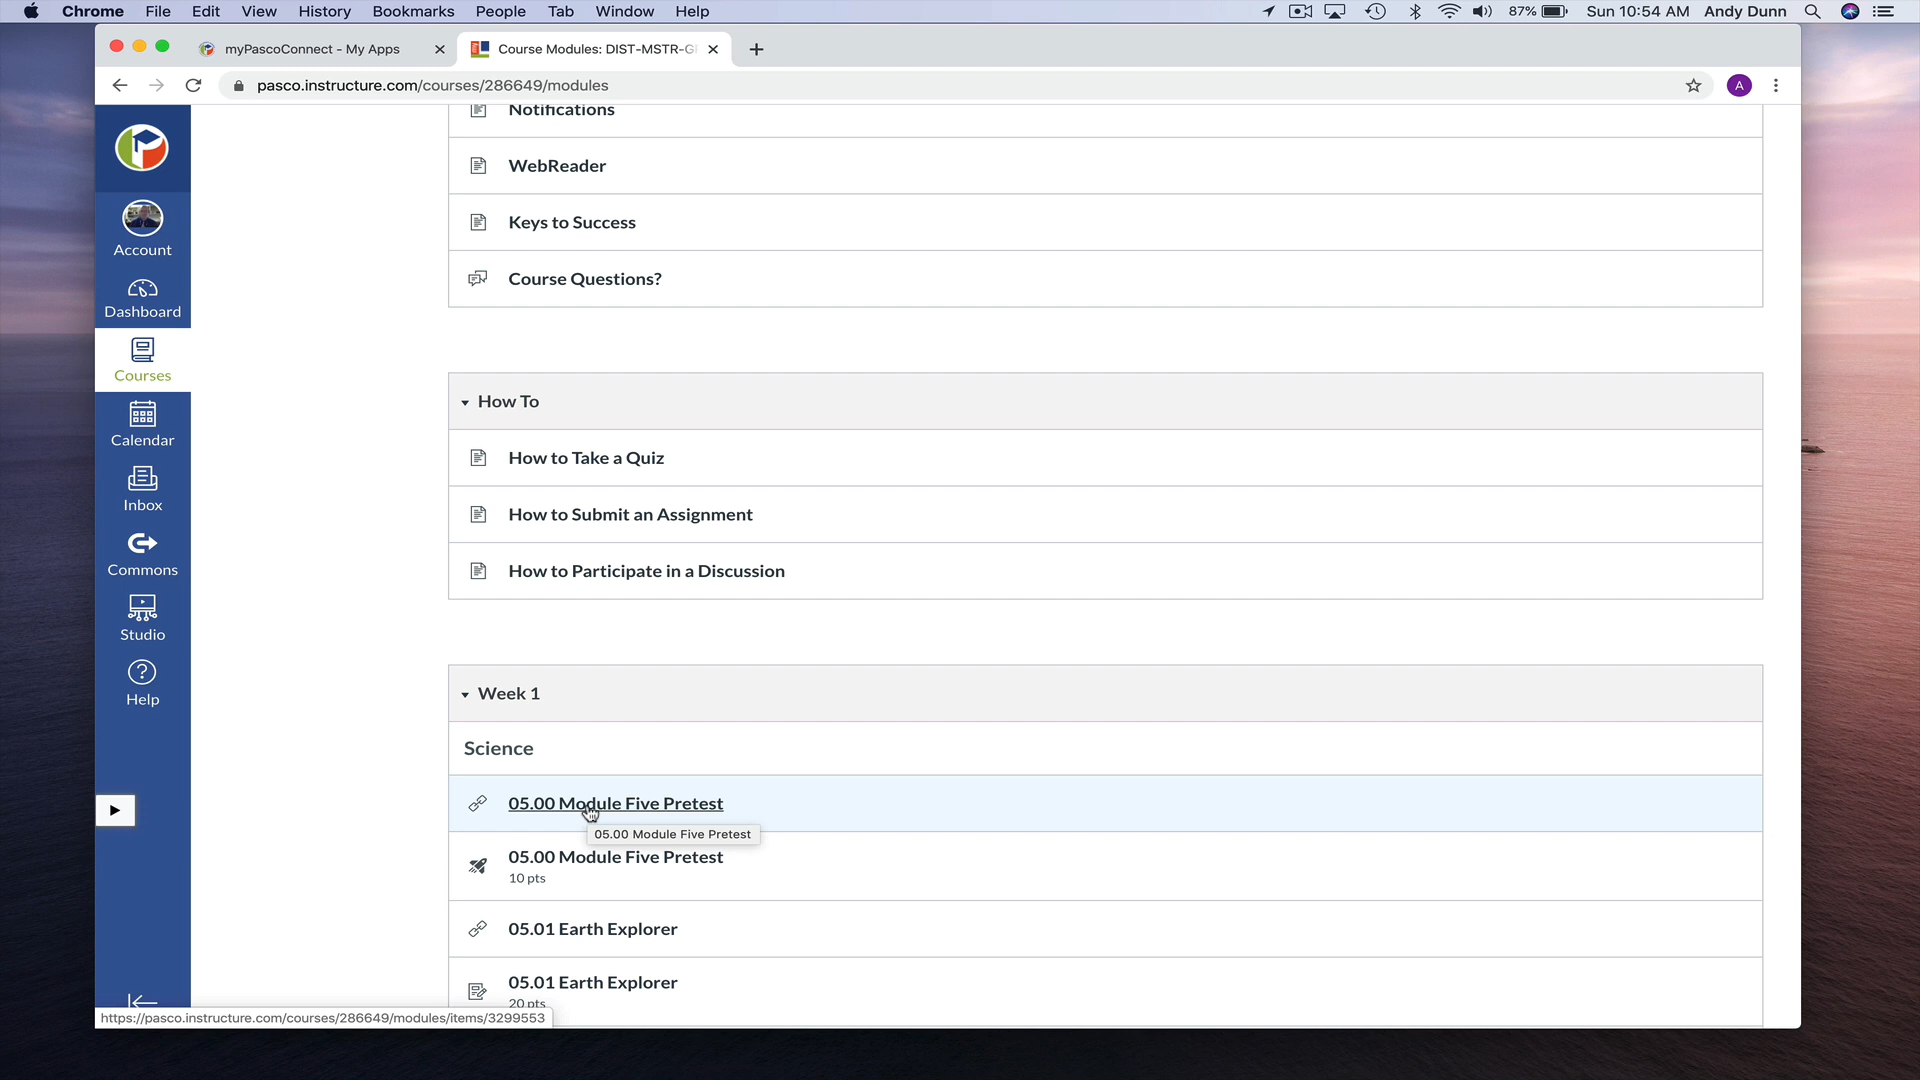 Chrome File Edit View History Bookmarks People Tab Window Help
87% Sun 10:54 AM Andy Dunn
myPascoConnect - My Apps
Course Modules: DIST-MSTR-G
pasco.instructure.com/courses/286649/modules
A
Account
Dashboard
Courses
Calendar
Inbox
Commons
Studio
Help
Notifications
WebReader
Keys to Success
Course Questions?
How To
How to Take a Quiz
How to Submit an Assignment
How to Participate in a Discussion
Week 1
Science
05.00 Module Five Pretest
05.00 Module Five Pretest
05.00 Module Five Pretest
10 pts
05.01 Earth Explorer
05.01 Earth Explorer
20 pts
https://pasco.instructure.com/courses/286649/modules/items/3299553